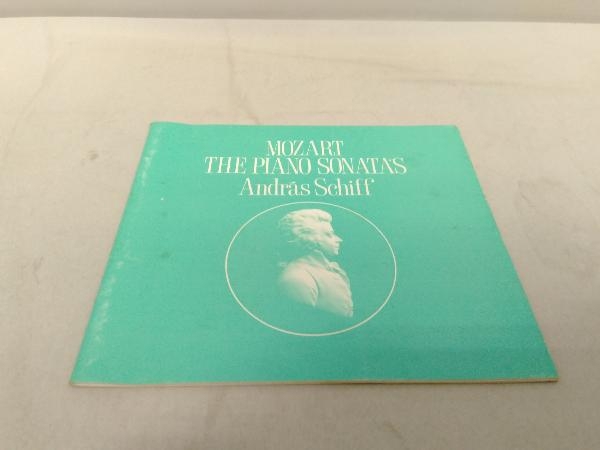 MOZART
THE PIANO SONATAS
András Schiff